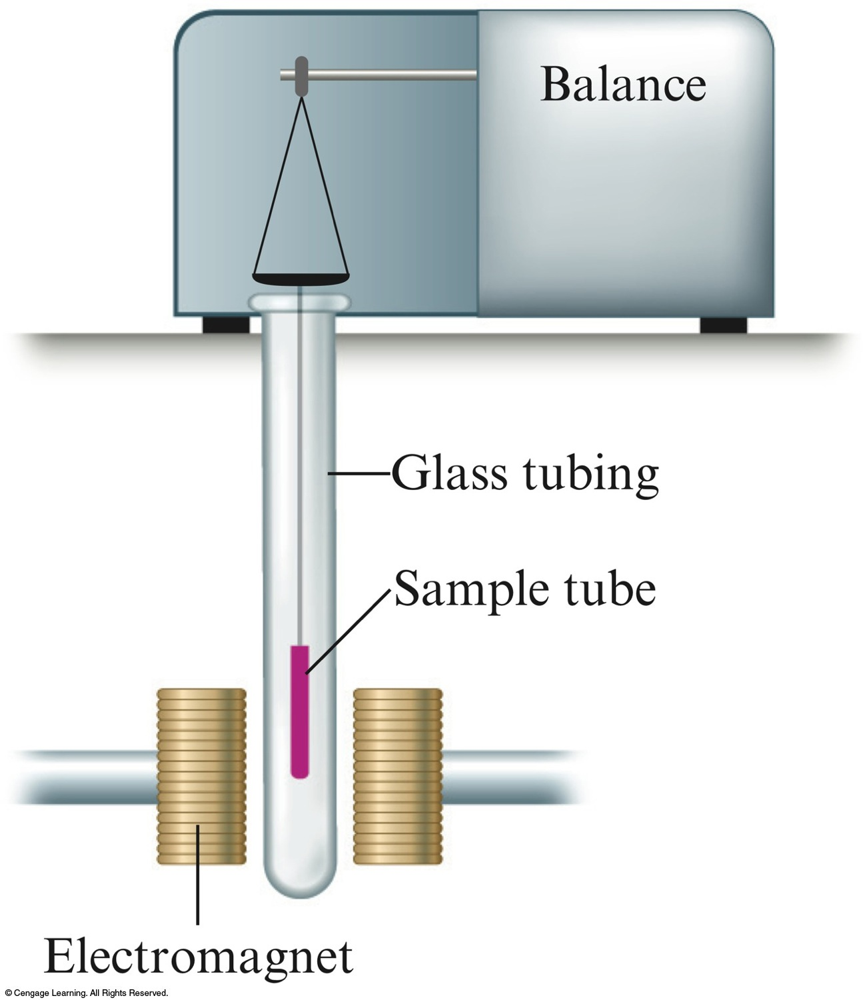 Balance
Glass tubing
Sample tube
Electromagnet
© Cengage Learning. All Rights Reserved.